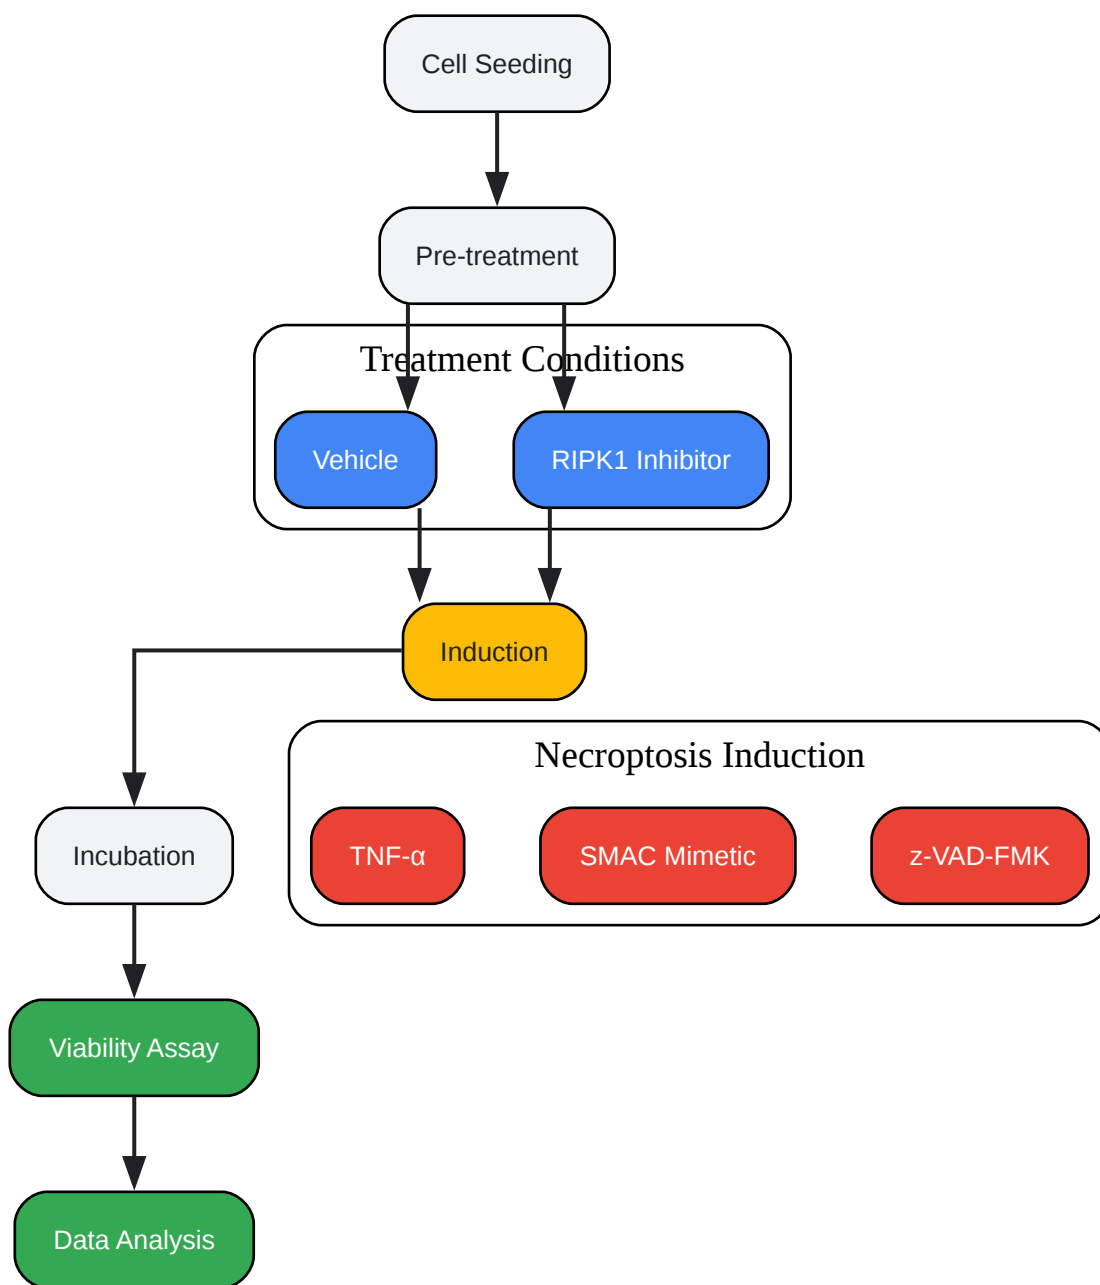 Cell Seeding
Pre-treatment
Treatment Conditions
Vehicle
RIPK1 Inhibitor
Induction
Necroptosis Induction
Incubation
TNF-α
SMAC Mimetic
z-VAD-FMK
Viability Assay
Data Analysis